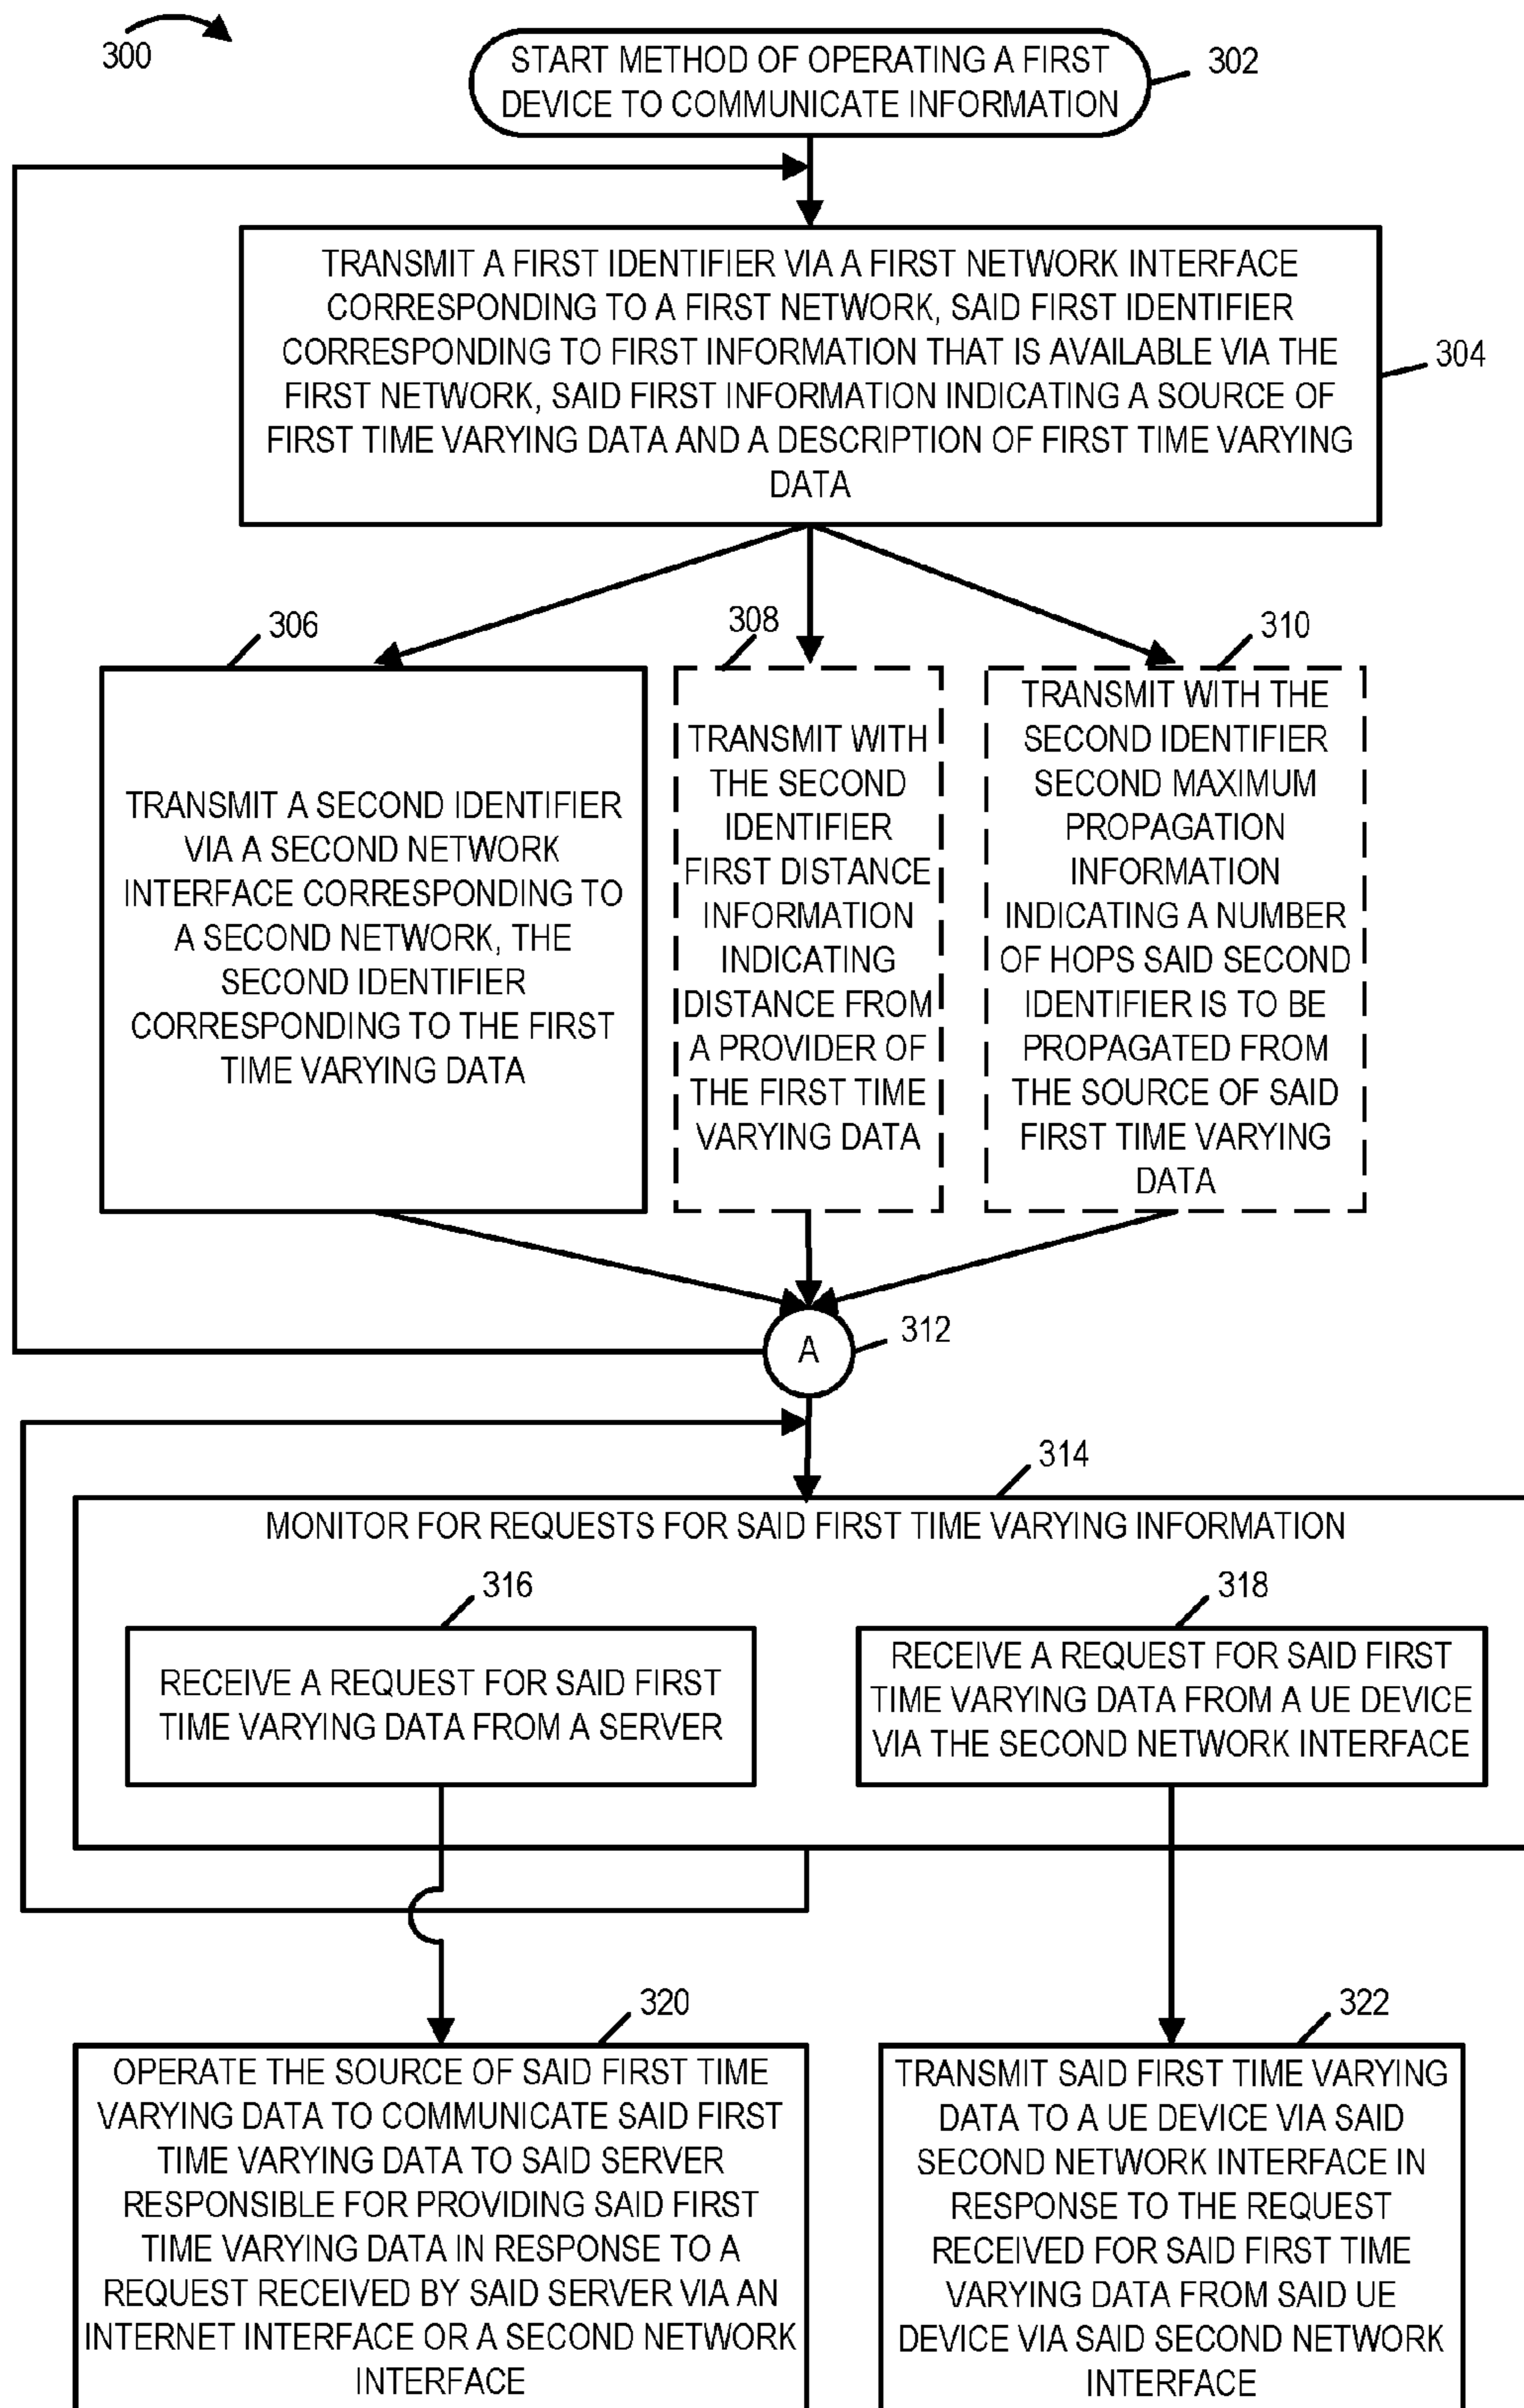 300
START METHOD OF OPERATING A FIRST
DEVICE TO COMMUNICATE INFORMATION
302
TRANSMIT A FIRST IDENTIFIER VIA A FIRST NETWORK INTERFACE
CORRESPONDING TO A FIRST NETWORK, SAID FIRST IDENTIFIER
CORRESPONDING TO FIRST INFORMATION THAT IS AVAILABLE VIA THE
FIRST NETWORK, SAID FIRST INFORMATION INDICATING A SOURCE OF
FIRST TIME VARYING DATA AND A DESCRIPTION OF FIRST TIME VARYING
DATA
304
306
TRANSMIT A SECOND IDENTIFIER
VIA A SECOND NETWORK
INTERFACE CORRESPONDING TO
A SECOND NETWORK, THE
SECOND IDENTIFIER
CORRESPONDING TO THE FIRST
TIME VARYING DATA
308
TRANSMIT WITH
THE SECOND
IDENTIFIER
FIRST DISTANCE
INFORMATION
INDICATING
DISTANCE FROM
A PROVIDER OF
THE FIRST TIME
VARYING DATA
310
TRANSMIT WITH THE
SECOND IDENTIFIER
SECOND MAXIMUM
PROPAGATION
INFORMATION
INDICATING A NUMBER
OF HOPS SAID SECOND
IDENTIFIER IS TO BE
PROPAGATED FROM
THE SOURCE OF SAID
FIRST TIME VARYING
DATA
A
312
314
MONITOR FOR REQUESTS FOR SAID FIRST TIME VARYING INFORMATION
316
RECEIVE A REQUEST FOR SAID FIRST
TIME VARYING DATA FROM A SERVER
318
RECEIVE A REQUEST FOR SAID FIRST
TIME VARYING DATA FROM A UE DEVICE
VIA THE SECOND NETWORK INTERFACE
320
OPERATE THE SOURCE OF SAID FIRST TIME
VARYING DATA TO COMMUNICATE SAID FIRST
TIME VARYING DATA TO SAID SERVER
RESPONSIBLE FOR PROVIDING SAID FIRST
TIME VARYING DATA IN RESPONSE TO A
REQUEST RECEIVED BY SAID SERVER VIA AN
INTERNET INTERFACE OR A SECOND NETWORK
INTERFACE
322
TRANSMIT SAID FIRST TIME VARYING
DATA TO A UE DEVICE VIA SAID
SECOND NETWORK INTERFACE IN
RESPONSE TO THE REQUEST
RECEIVED FOR SAID FIRST TIME
VARYING DATA FROM SAID UE
DEVICE VIA SAID SECOND NETWORK
INTERFACE